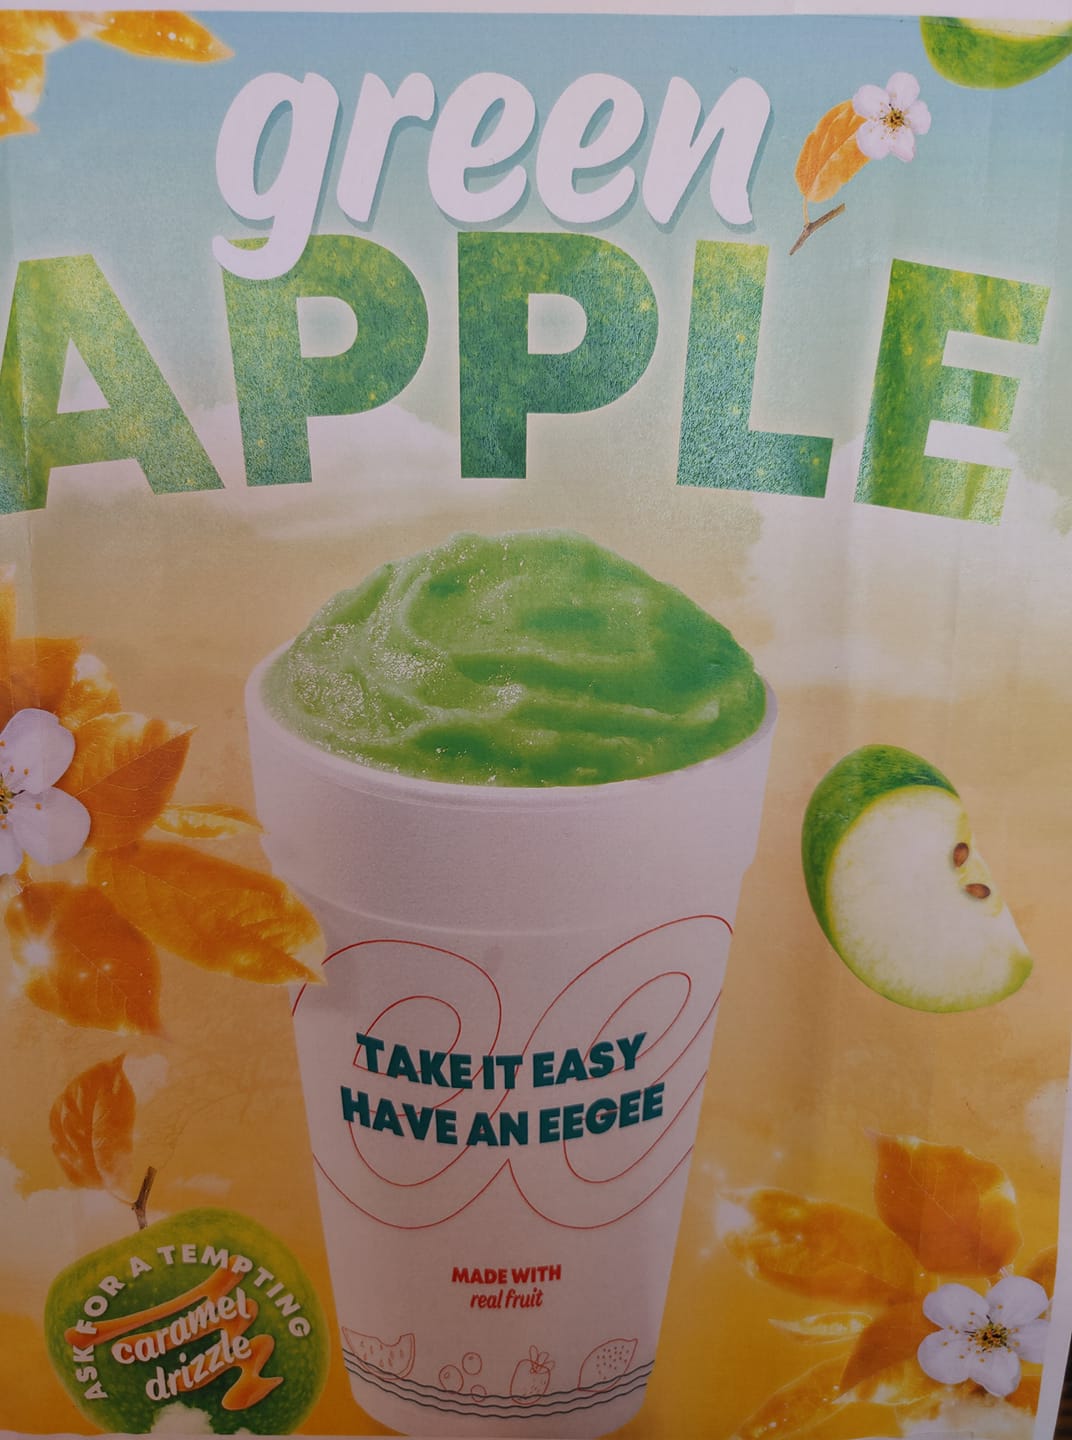 green
APPLE
TAKE IT EASY
HAVE AN EEGEE
MADE WITH
real fruit
ASK FOR A TEMPTING
caramel
drizzle